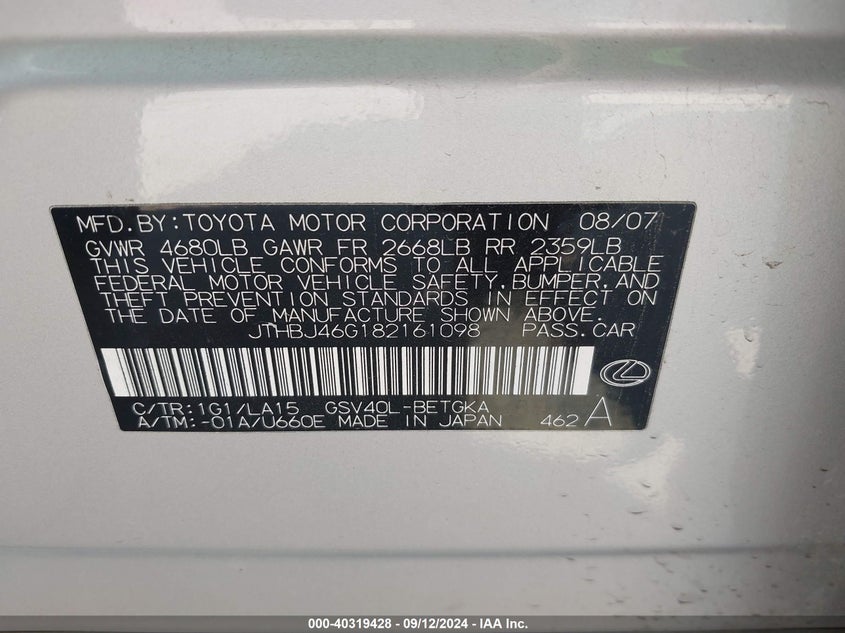 MFD.BY:TOYOTA MOTOR CORPORATION 08/07
GVWR 4680LB GAWR FR 2668LB RR 2359LB
THIS VEHICLE CONFORMS TO ALL APPLICABLE
FEDERAL MOTOR VEHICLE SAFETY,BUMPER,AND
THEFT PREVENTION STANDARDS IN EFFECT ON
THE DATE OF MANUFACTURE SHOWN ABOVE.
JTHBJ46G182161098 PASS.CAR
C/TR:1G1/LA15 GSV40L-BETGKA
A/TM:-01A/U660E MADE IN JAPAN 462 A
000-40319428 - 09/12/2024 - IAA Inc.